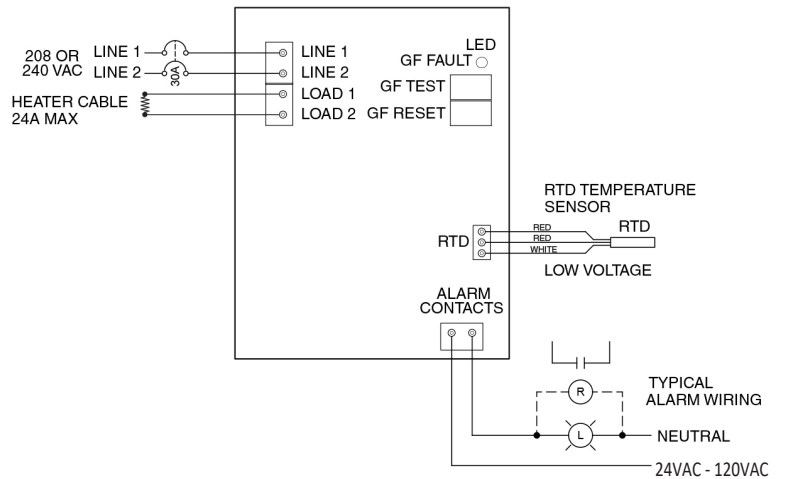 208 OR
240 VAC
LINE 1
LINE 2
30A
HEATER CABLE
24A MAX
LINE 1
LINE 2
LOAD 1
LOAD 2
LED
GF FAULT
GF TEST
GF RESET
RTD TEMPERATURE
SENSOR
RTD
RTD
RED
RED
WHITE
LOW VOLTAGE
ALARM
CONTACTS
R
TYPICAL
ALARM WIRING
L
NEUTRAL
24VAC - 120VAC